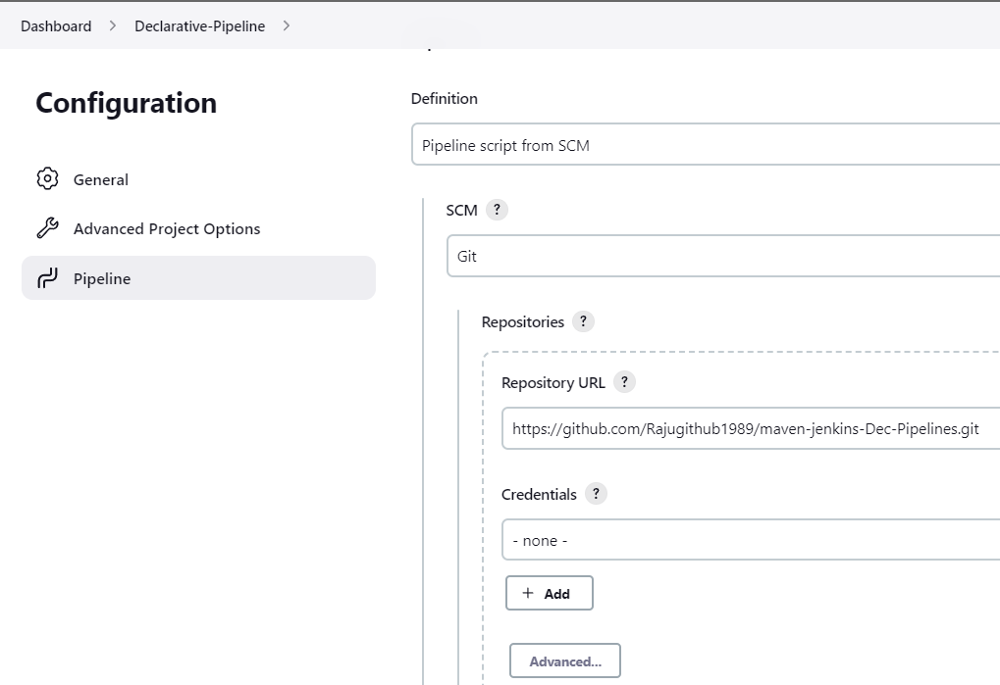 Dashboard > Declarative-Pipeline >
Configuration
General
Advanced Project Options
Pipeline
Definition
Pipeline script from SCM
SCM ?
Git
Repositories ?
Repository URL ?
https://github.com/Rajugithub1989/maven-jenkins-Dec-Pipelines.git
Credentials ?
- none -
+ Add
Advanced...